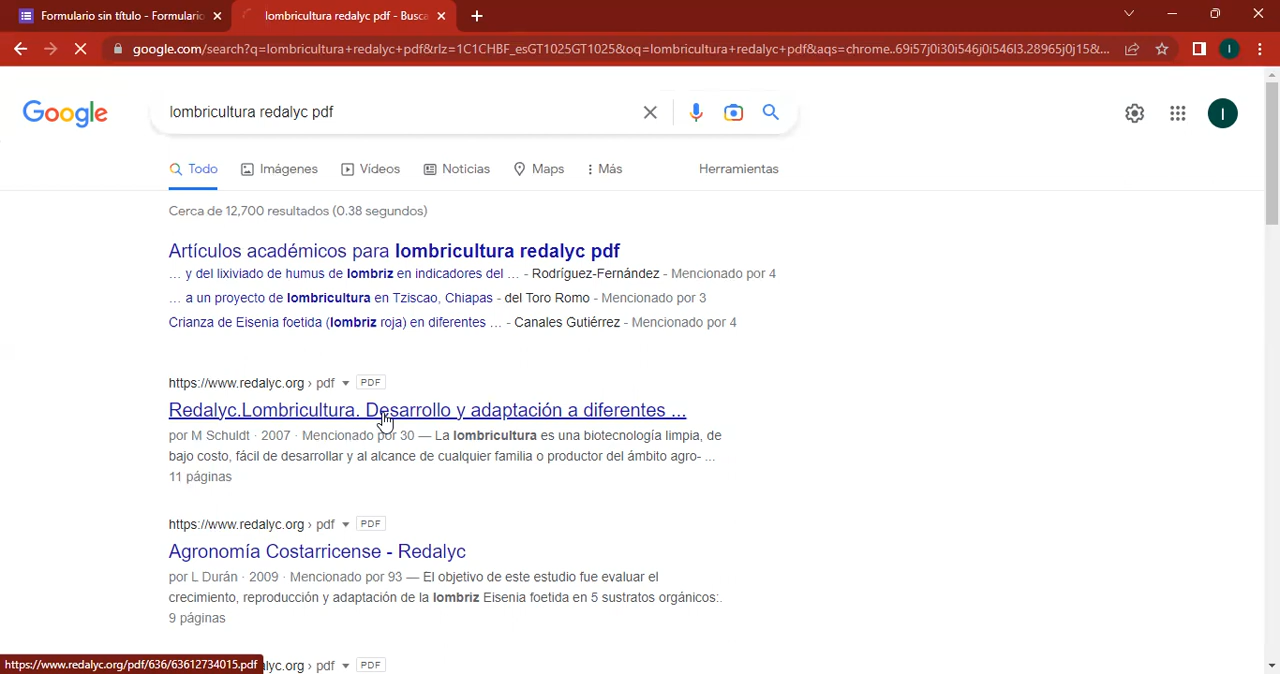 Formulario sin título - Formulario
lombricultura redalyc pdf - Busca
google.com/search?q=lombricultura+redalyc+pdf&rlz=1C1CHBF_esGT1025GT1025&oq=lombricultura+redalyc+pdf&aqs=chrome..69i57j0i30i546j0i546l3.28965j0j15&...
I
Google
lombricultura redalyc pdf
I
Todo
Imágenes
Vídeos
Noticias
Maps
Más
Herramientas
Cerca de 12,700 resultados (0.38 segundos)
Artículos académicos para lombricultura redalyc pdf
... y del lixiviado de humus de lombriz en indicadores del ... - Rodríguez-Fernández - Mencionado por 4
... a un proyecto de lombricultura en Tziscao, Chiapas - del Toro Romo - Mencionado por 3
Crianza de Eisenia foetida (lombriz roja) en diferentes ... - Canales Gutiérrez - Mencionado por 4
https://www.redalyc.org › pdf PDF
Redalyc.Lombricultura. Desarrollo y adaptación a diferentes ...
por M Schuldt · 2007 · Mencionado por 30 — La lombricultura es una biotecnología limpia, de
bajo costo, fácil de desarrollar y al alcance de cualquier familia o productor del ámbito agro- ...
11 páginas
https://www.redalyc.org › pdf PDF
Agronomía Costarricense - Redalyc
por L Durán · 2009 · Mencionado por 93 — El objetivo de este estudio fue evaluar el
crecimiento, reproducción y adaptación de la lombriz Eisenia foetida en 5 sustratos orgánicos:.
9 páginas
https://www.redalyc.org/pdf/636/63612734015.pdf
lyc.org › pdf PDF